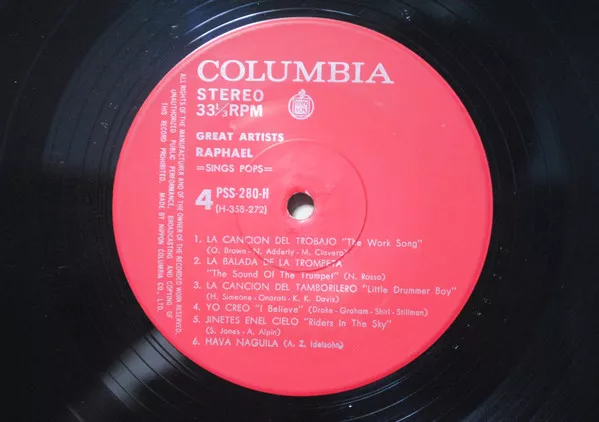 COLUMBIA
STEREO
33⅓RPM
GREAT ARTISTS
RAPHAEL
=SINGS POPS=
4 PSS-280-H
(H-358-272)
1. LA CANCION DEL TROBAJO "The Work Song"
(O. Brown-N. Adderly-M. Clavero)
2. LA BALADA DE LA TROMPETA
"The Sound Of The Trumpet" (N. Rosso)
3. LA CANCION DEL TAMBORILERO "Little Drummer Boy"
(H. Simeone-Onorati-K. K. Davis)
4. YO CREO "I Believe" (Drake-Graham-Shirl-Stillman)
5. JINETES ENEL CIELO "Riders In The Sky"
(S. Jones-A. Alpin)
6. HAVA NAGUILA (A. Z. Idelsohn)
ALL RIGHTS OF THE MANUFACTURER AND OF THE OWNER OF THE RECORDED WORK RESERVED.
UNAUTHORIZED PUBLIC PERFORMANCE, BROADCASTING AND COPYING OF
THIS RECORD PROHIBITED. MADE BY NIPPON COLUMBIA CO., LTD.